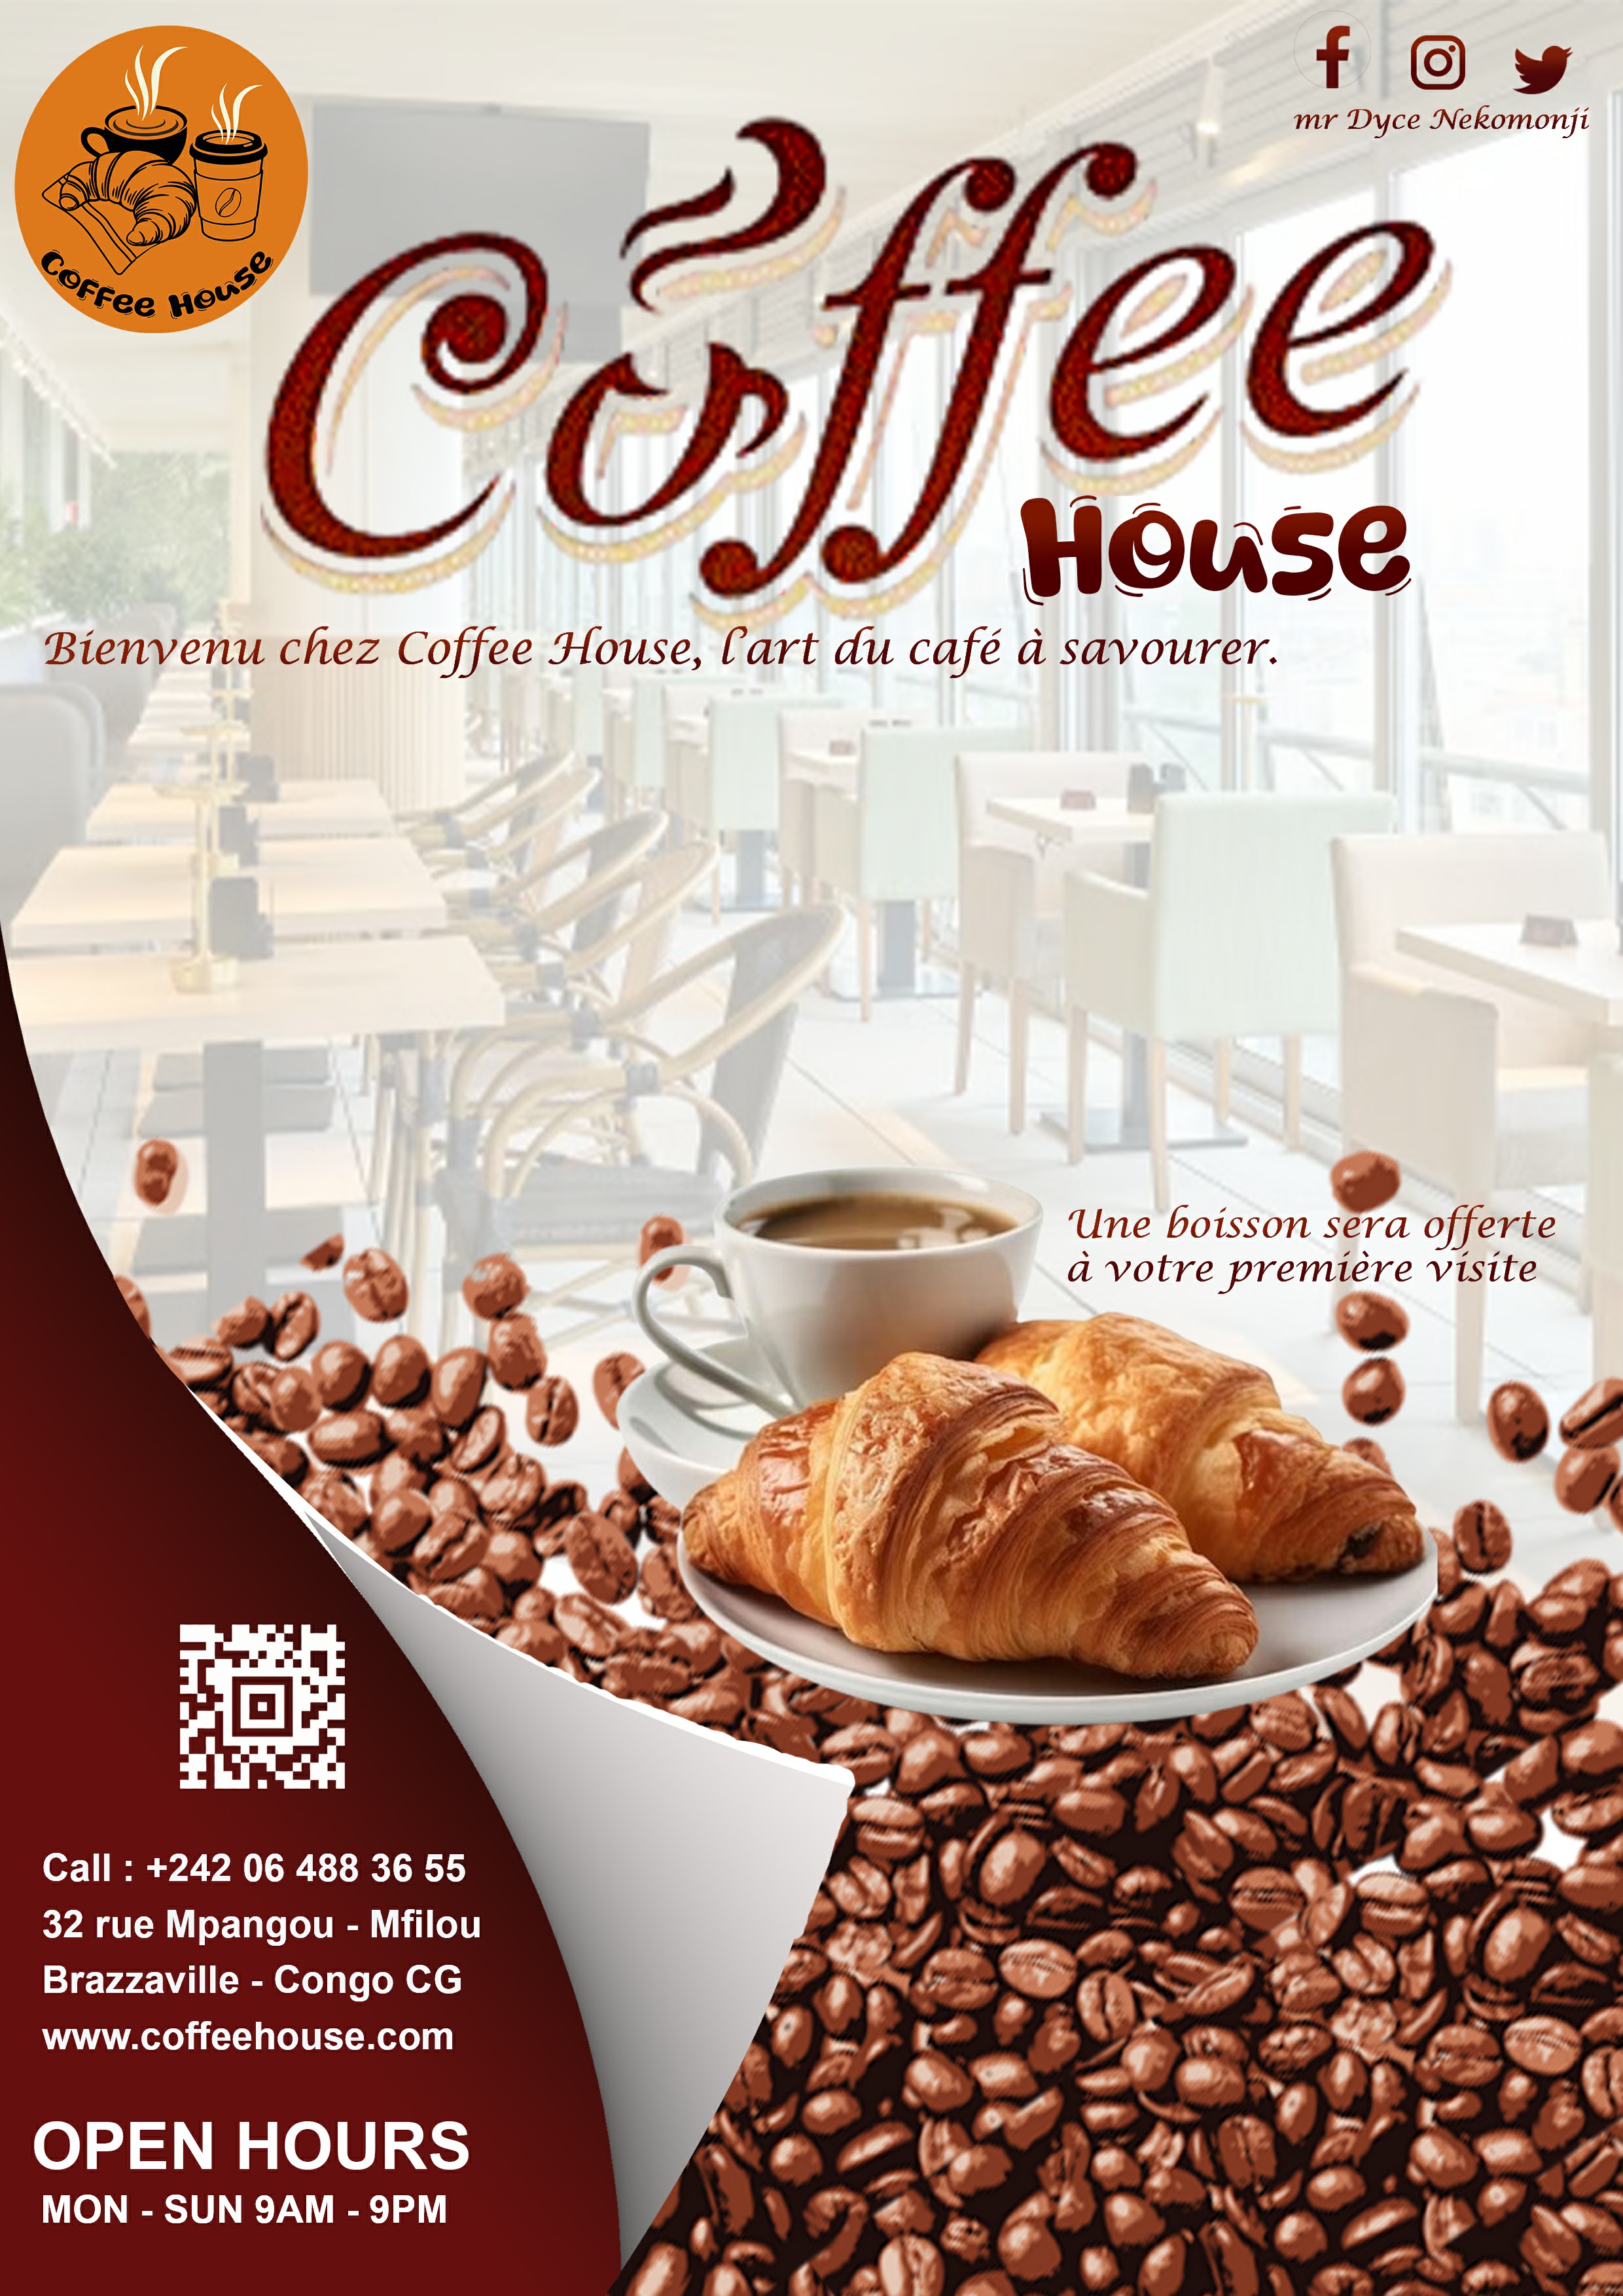 Coffee House
mr Dyce Nekomonji
Coffee
House
Bienvenu chez Coffee House, l'art du café à savourer.
Une boisson sera offerte
à votre première visite
Call : +242 06 488 36 55
32 rue Mpangou - Mfilou
Brazzaville - Congo CG
www.coffeehouse.com
OPEN HOURS
MON - SUN 9AM - 9PM